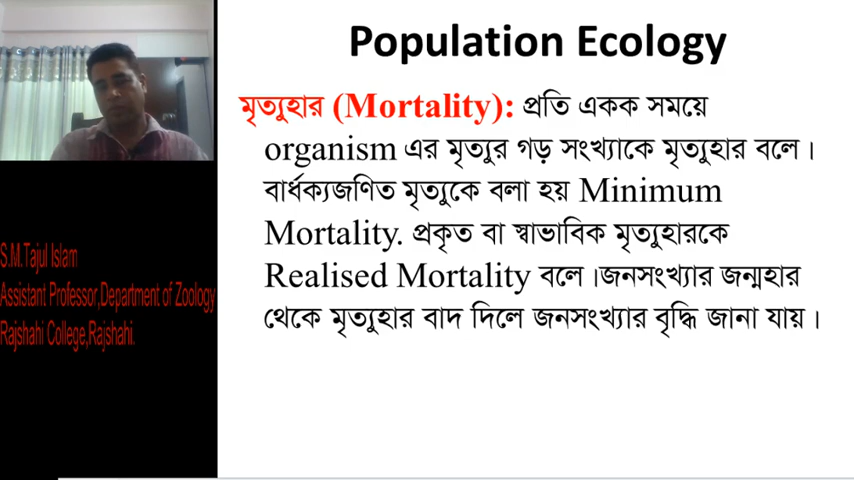 Population Ecology
মৃত্যুহার (Mortality): প্রতি একক সময়ে
organism এর মৃত্যুর গড় সংখ্যাকে মৃত্যুহার বলে।
বার্ধক্যজণিত মৃত্যুকে বলা হয় Minimum
Mortality. প্রকৃত বা স্বাভাবিক মৃত্যুহারকে
Realised Mortality বলে।জনসংখ্যার জন্মহার
থেকে মৃত্যুহার বাদ দিলে জনসংখ্যার বৃদ্ধি জানা যায়।
S.M.Tajul Islam
Assistant Professor,Department of Zoology
Rajshahi College,Rajshahi.